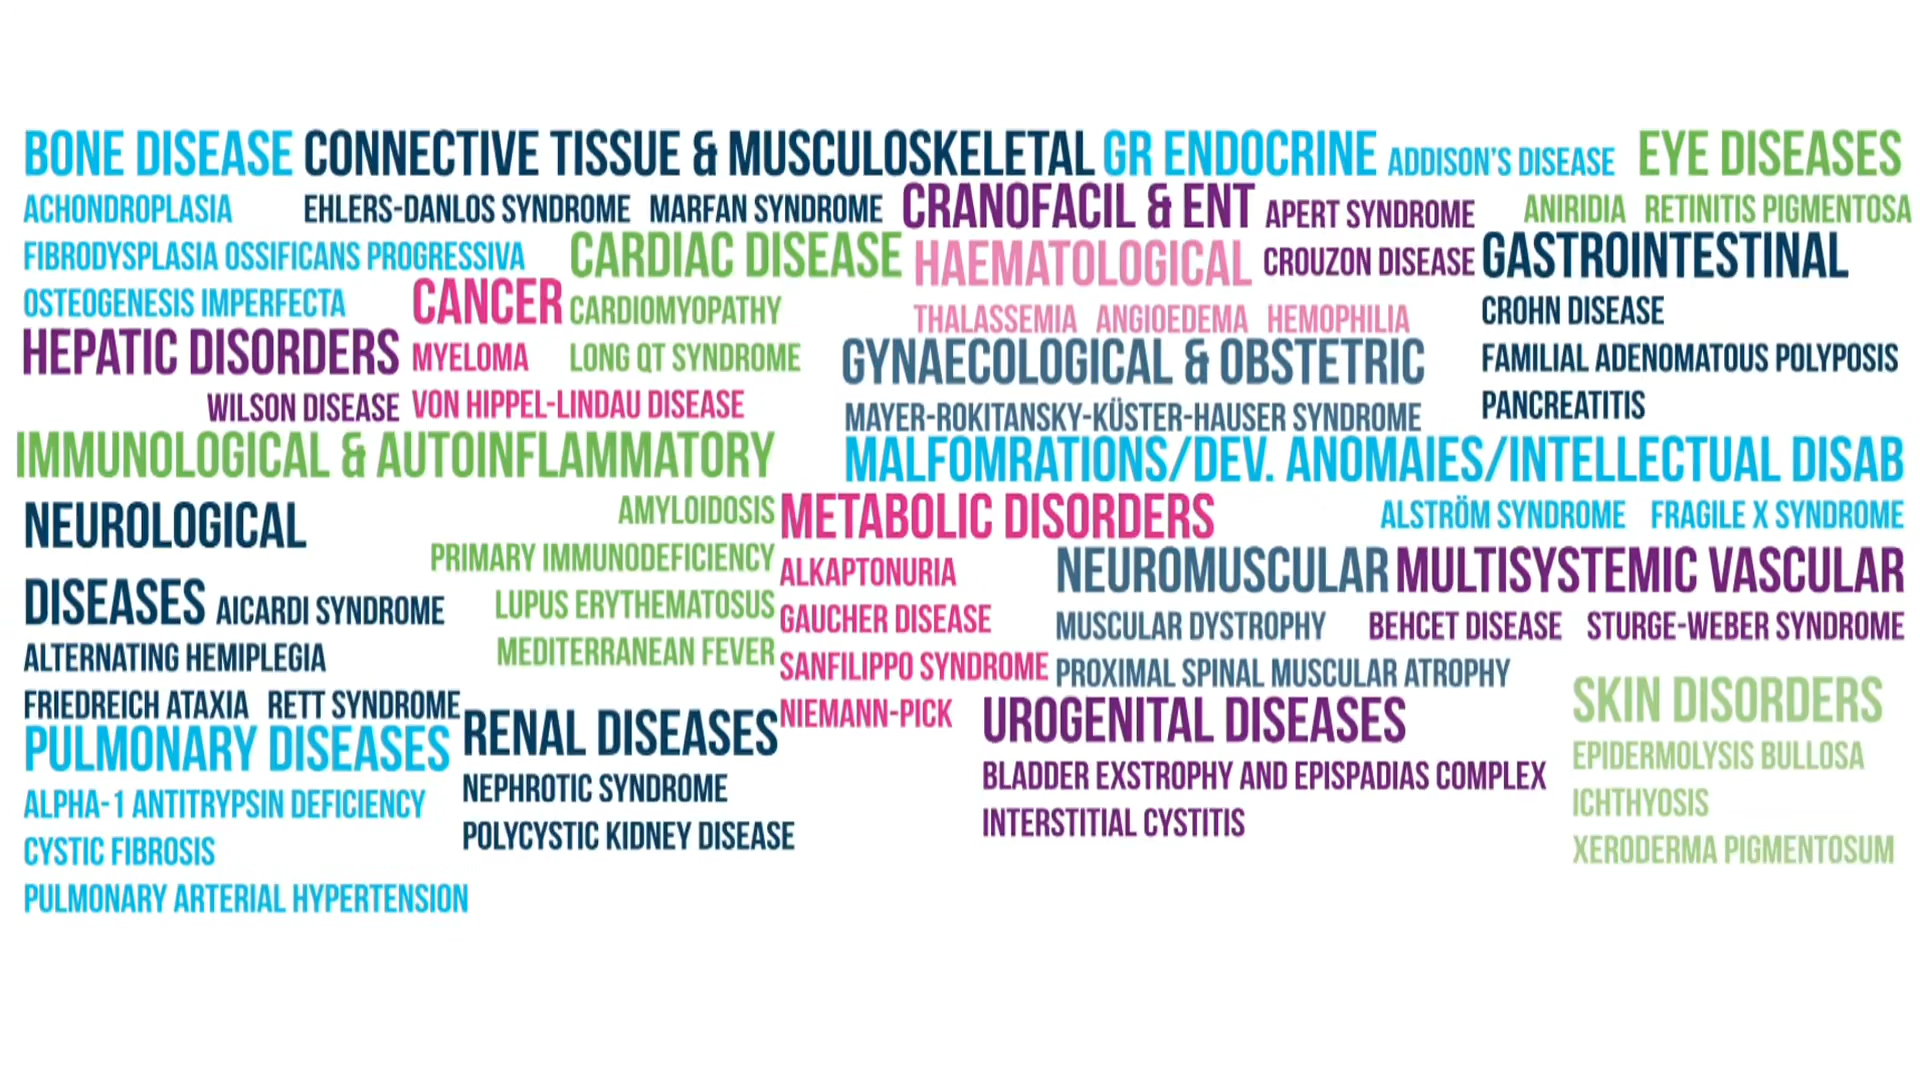 BONE DISEASE
ACHONDROPLASIA
FIBRODYSPLASIA OSSIFICANS PROGRESSIVA
OSTEOGENESIS IMPERFECTA
CONNECTIVE TISSUE & MUSCULOSKELETAL
EHLERS-DANLOS SYNDROME MARFAN SYNDROME
GR ENDOCRINE ADDISON'S DISEASE
EYE DISEASES
ANIRIDIA RETINITIS PIGMENTOSA
CRANOFACIL & ENT APERT SYNDROME
CROUZON DISEASE
CARDIAC DISEASE
CARDIOMYOPATHY
LONG QT SYNDROME
HAEMATOLOGICAL
THALASSEMIA ANGIOEDEMA HEMOPHILIA
GASTROINTESTINAL
CROHN DISEASE
FAMILIAL ADENOMATOUS POLYPOSIS
PANCREATITIS
CANCER
MYELOMA
VON HIPPEL-LINDAU DISEASE
HEPATIC DISORDERS
WILSON DISEASE
GYNAECOLOGICAL & OBSTETRIC
MAYER-ROKITANSKY-KÜSTER-HAUSER SYNDROME
IMMUNOLOGICAL & AUTOINFLAMMATORY
AMYLOIDOSIS
PRIMARY IMMUNODEFICIENCY
LUPUS ERYTHEMATOSUS
MEDITERRANEAN FEVER
MALFOMRATIONS/DEV. ANOMAIES/INTELLECTUAL DISAB
ALSTRÖM SYNDROME FRAGILE X SYNDROME
NEUROLOGICAL
DISEASES AICARDI SYNDROME
ALTERNATING HEMIPLEGIA
FRIEDREICH ATAXIA RETT SYNDROME
METABOLIC DISORDERS
ALKAPTONURIA
GAUCHER DISEASE
SANFILIPPO SYNDROME
NIEMANN-PICK
NEUROMUSCULAR
MUSCULAR DYSTROPHY
PROXIMAL SPINAL MUSCULAR ATROPHY
MULTISYSTEMIC VASCULAR
BEHCET DISEASE STURGE-WEBER SYNDROME
PULMONARY DISEASES
ALPHA-1 ANTITRYPSIN DEFICIENCY
CYSTIC FIBROSIS
PULMONARY ARTERIAL HYPERTENSION
RENAL DISEASES
NEPHROTIC SYNDROME
POLYCYSTIC KIDNEY DISEASE
UROGENITAL DISEASES
BLADDER EXSTROPHY AND EPISPADIAS COMPLEX
INTERSTITIAL CYSTITIS
SKIN DISORDERS
EPIDERMOLYSIS BULLOSA
ICHTHYOSIS
XERODERMA PIGMENTOSUM